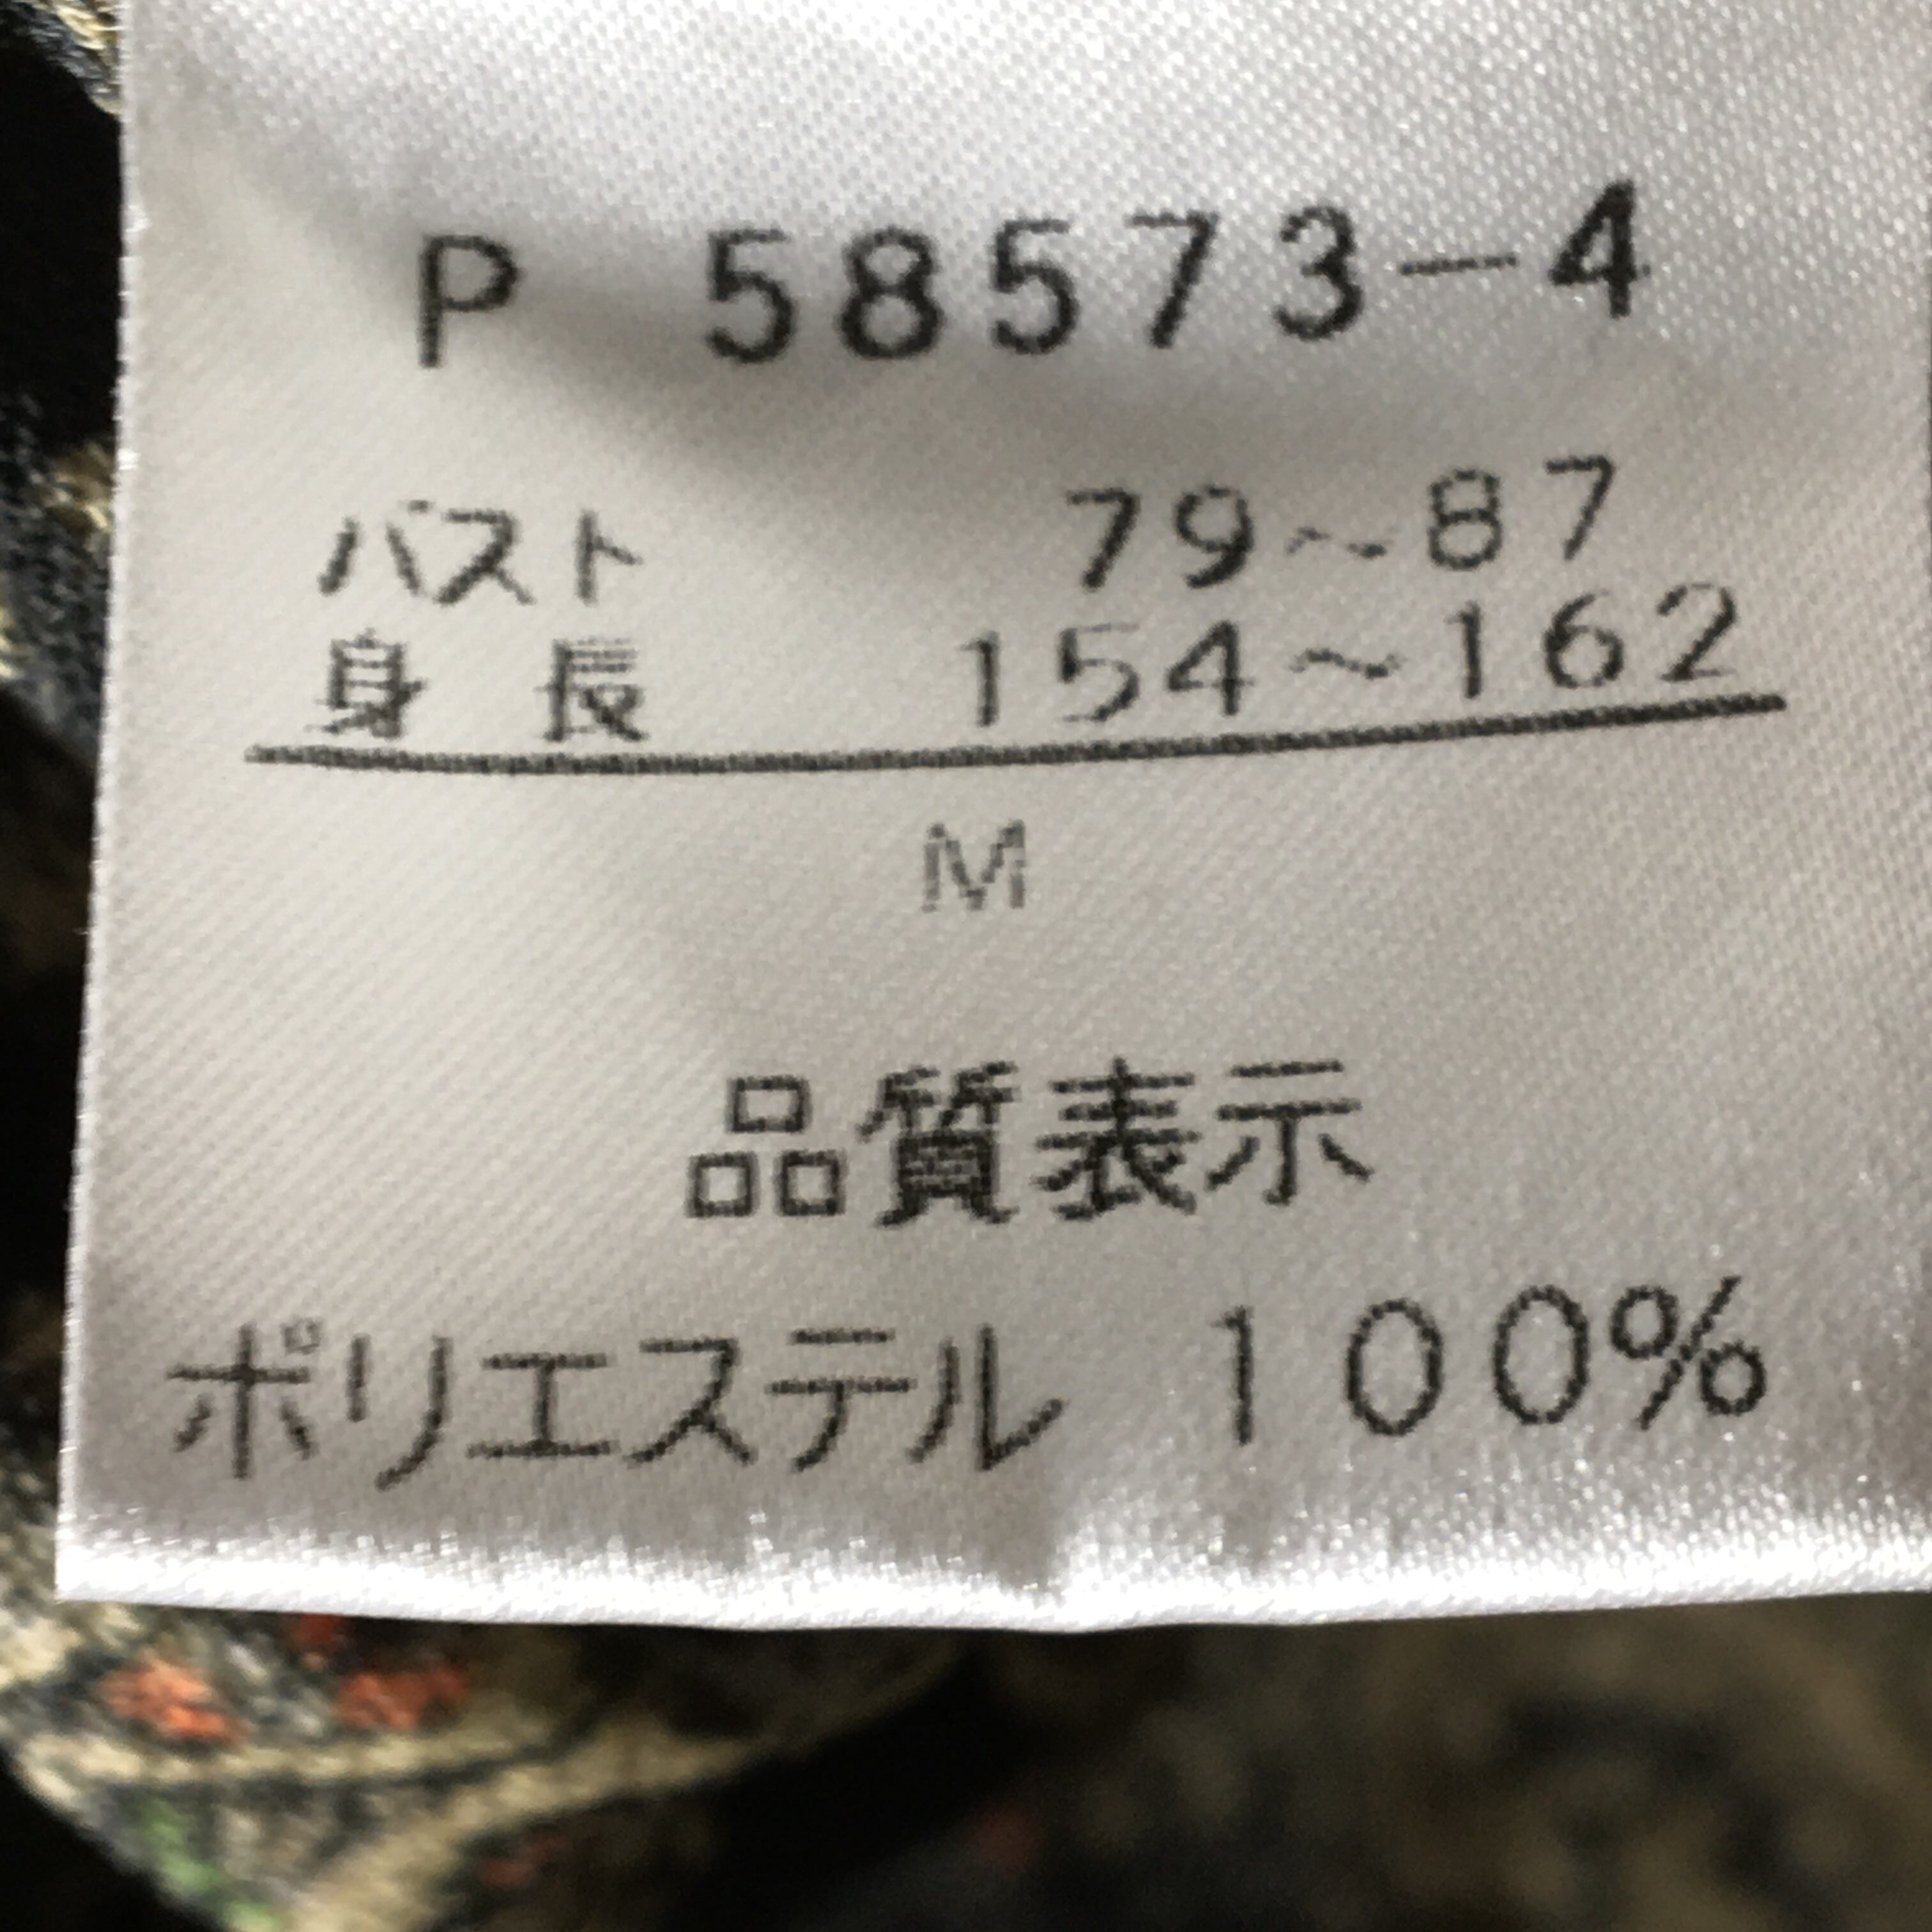 P 58573-4
バスト 79~87
身長 154~162
M
品質表示
ポリエステル 100%